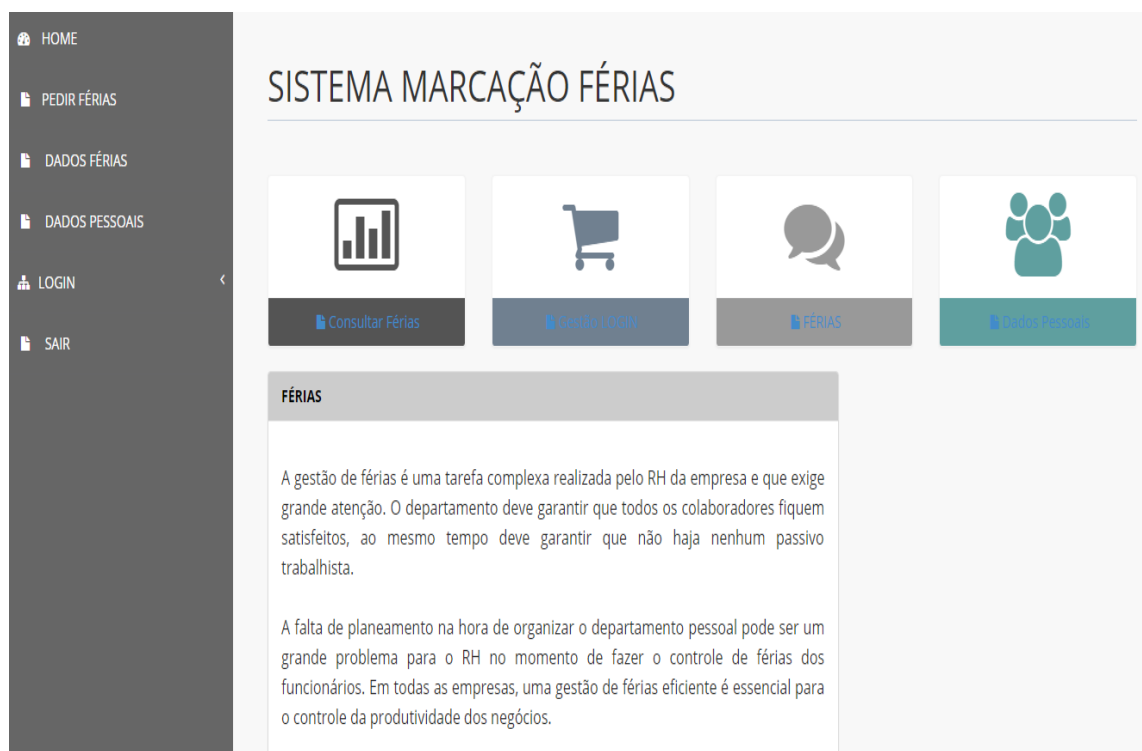 HOME
PEDIR FÉRIAS
DADOS FÉRIAS
DADOS PESSOAIS
LOGIN
SAIR
SISTEMA MARCAÇÃO FÉRIAS
Consultar Férias
FÉRIAS
Dados Pessoais
FÉRIAS
A gestão de férias é uma tarefa complexa realizada pelo RH da empresa e que exige
grande atenção. O departamento deve garantir que todos os colaboradores fiquem
satisfeitos, ao mesmo tempo deve garantir que não haja nenhum passivo
trabalhista.
A falta de planeamento na hora de organizar o departamento pessoal pode ser um
grande problema para o RH no momento de fazer o controle de férias dos
funcionários. Em todas as empresas, uma gestão de férias eficiente é essencial para
o controle da produtividade dos negócios.